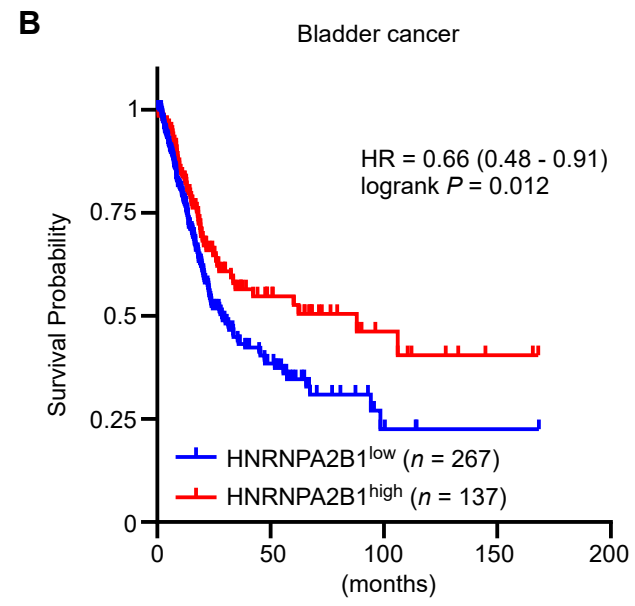 B
Bladder cancer
HR = 0.66 (0.48 - 0.91)
logrank P = 0.012
Survival Probability
1
0.75
0.5
0.25
0
HNRNPA2B1low (n = 267)
HNRNPA2B1high (n = 137)
0 50 100 150 200
(months)